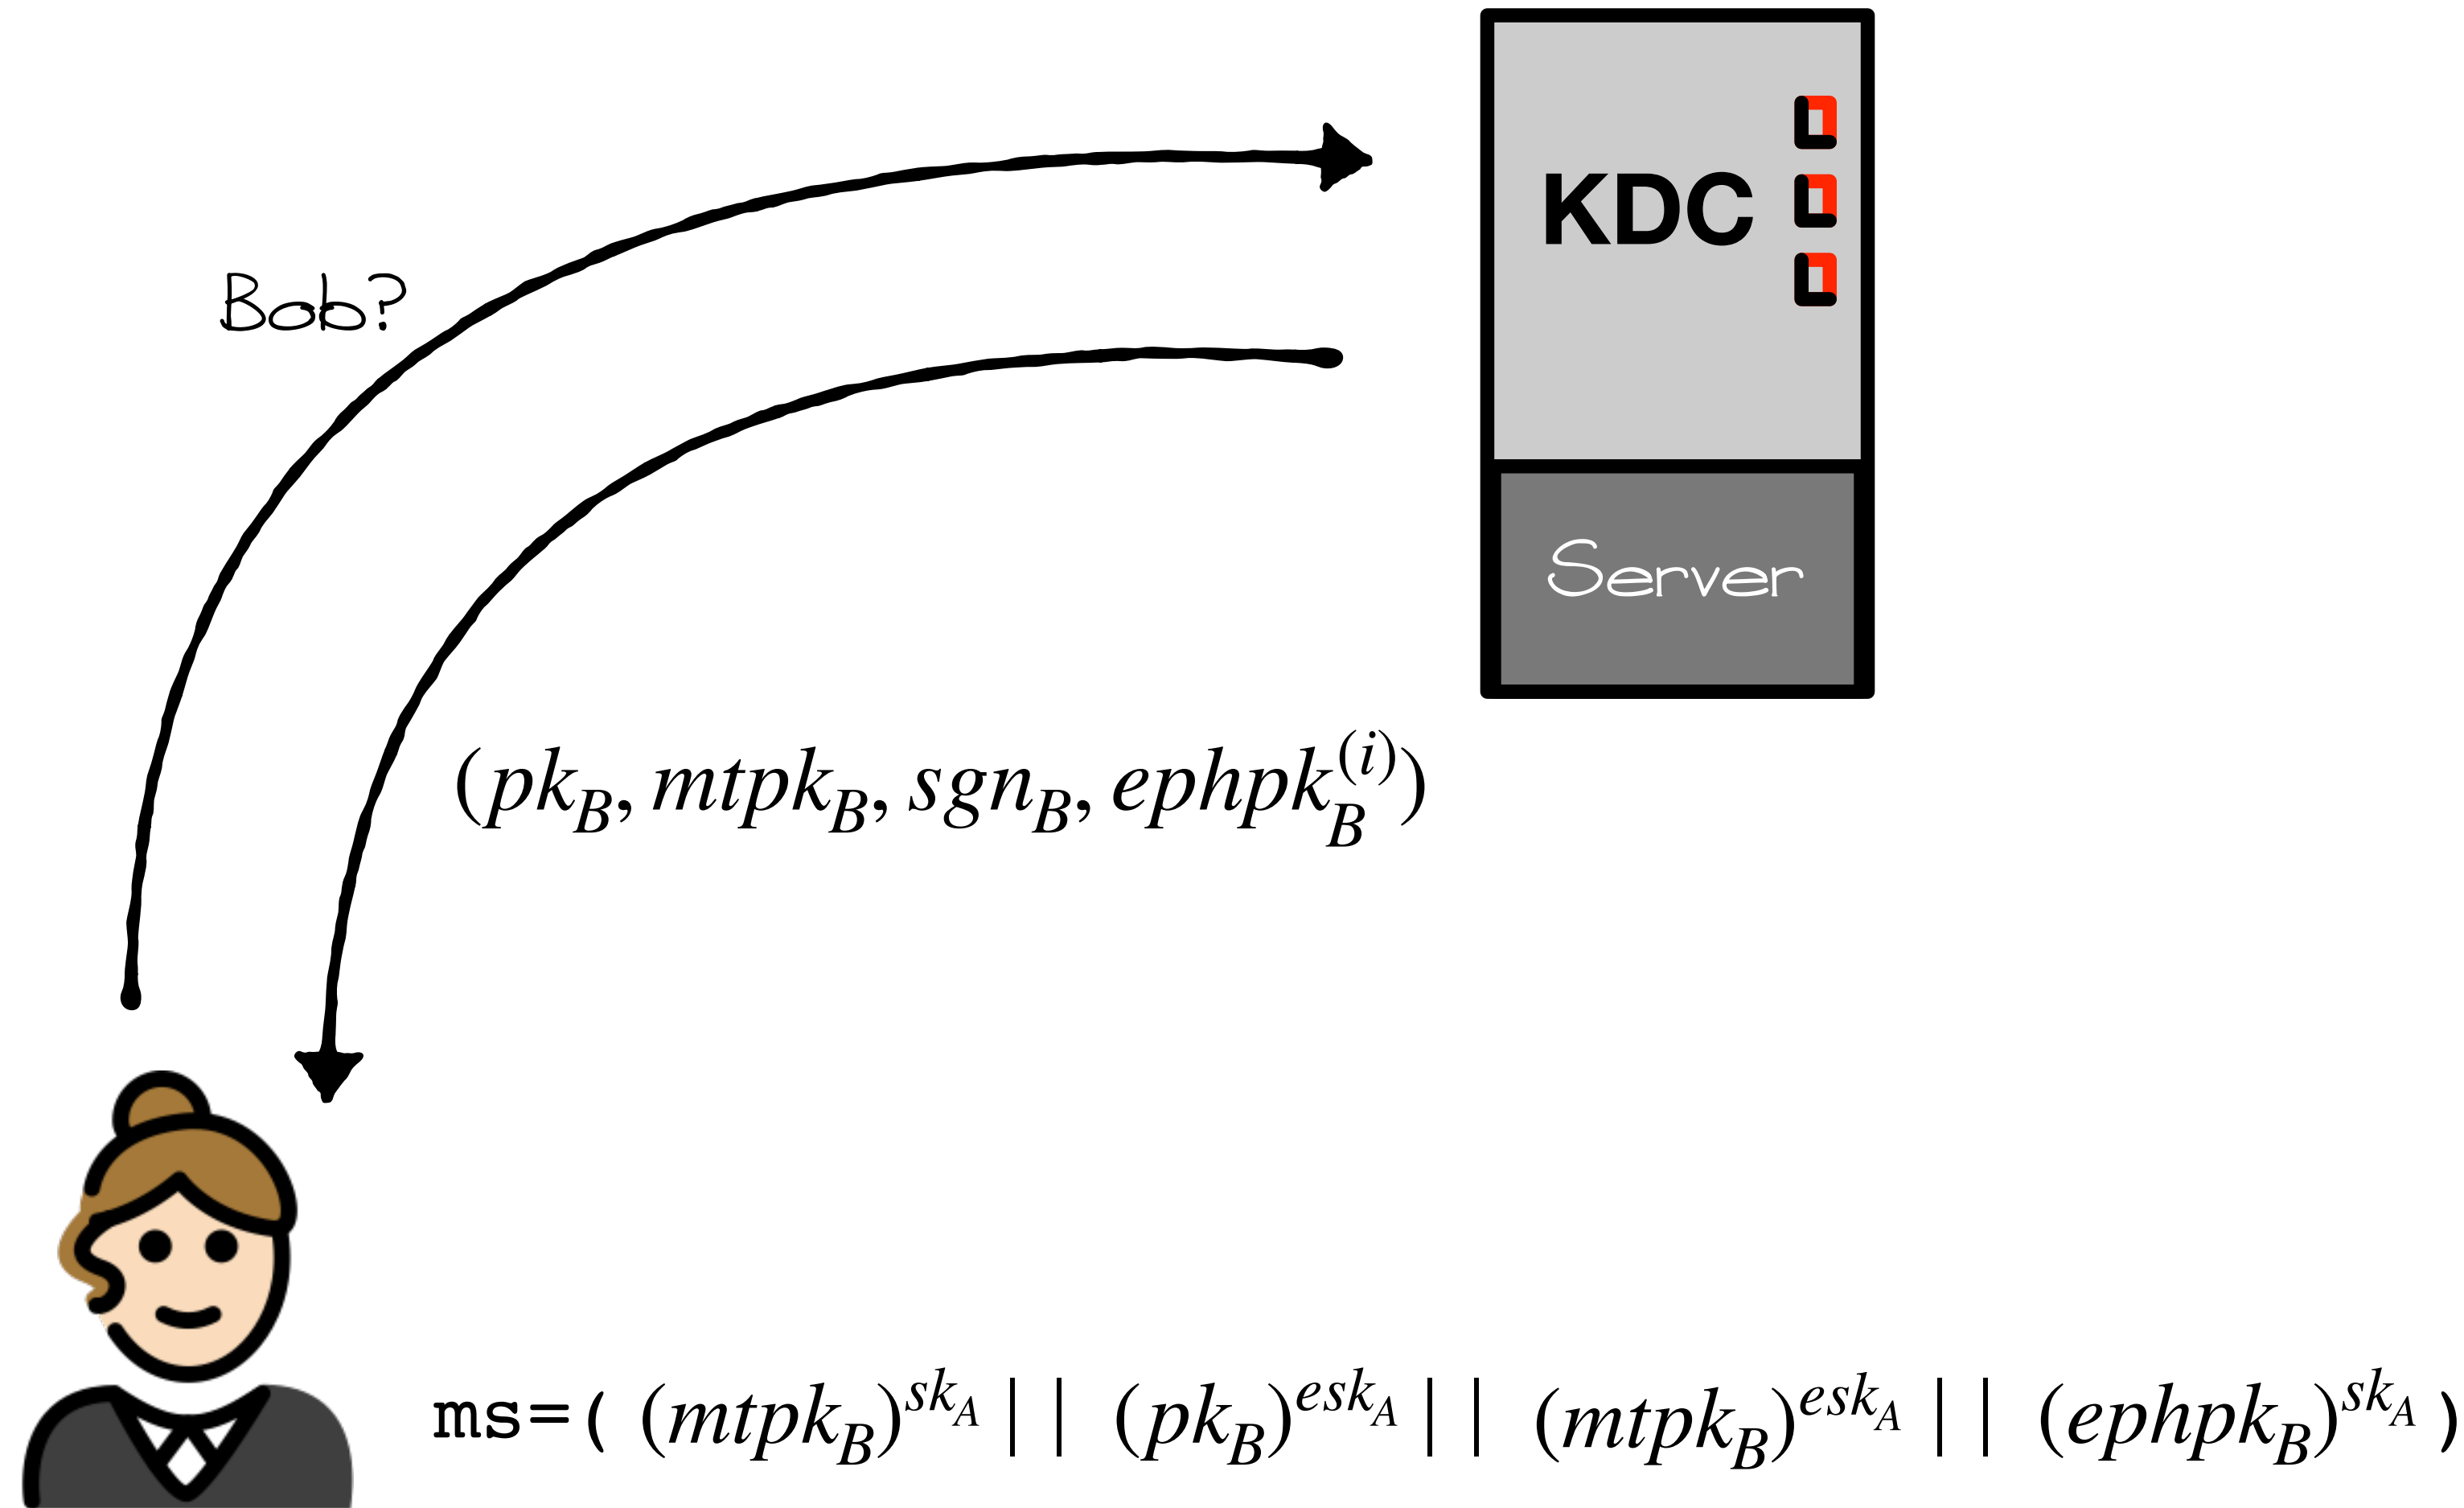 KDC
Bob?
Server
(pk_B, mtpk_B, sgn_B, ephpk_B^(i))
ms=( (mtpk_B)^{sk_A} || (pk_B)^{esk_A} || (mtpk_B)^{esk_A} || (ephpk_B)^{sk_A} )